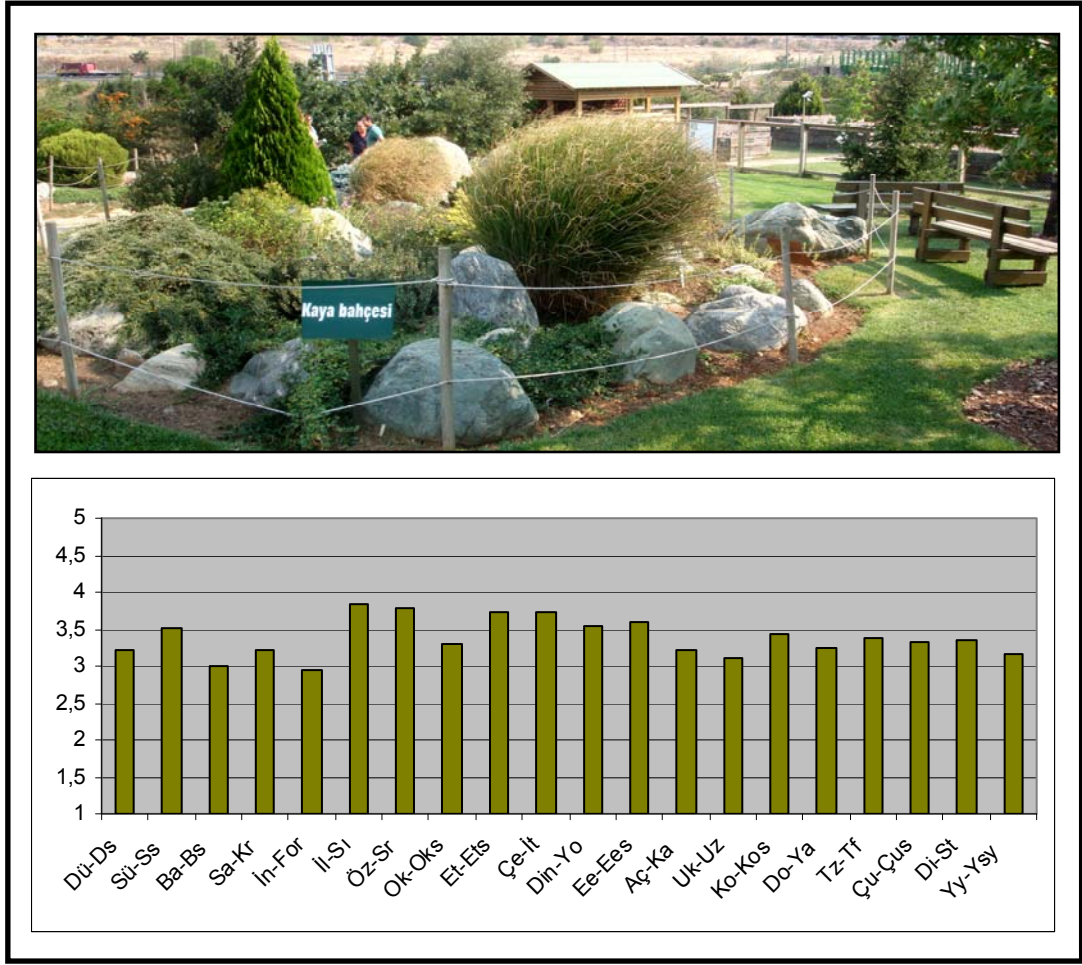 Kaya bahçesi
5
4,5
4
3,5
3
2,5
2
1,5
1
Dü-Ds
Sü-Ss
Ba-Bs
Sa-Kr
İn-For
İl-Sı
Öz-Sr
Ok-Oks
Et-Ets
Çe-İt
Din-Yo
Ee-Ees
Aç-Ka
Uk-Uz
Ko-Kos
Do-Ya
Tz-Tf
Çu-Çus
Di-St
Yy-Ysy